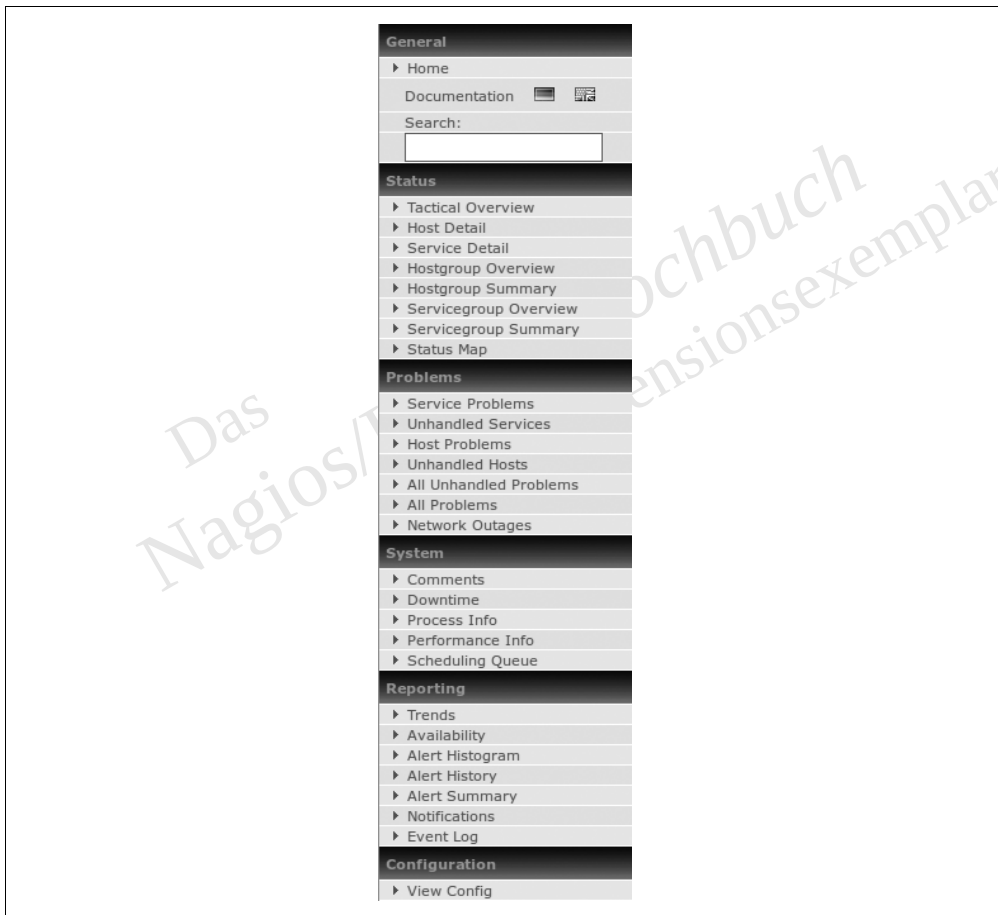 General
Home
Documentation
Search:
Status
Tactical Overview
Host Detail
Service Detail
Hostgroup Overview
Hostgroup Summary
Servicegroup Overview
Servicegroup Summary
Status Map
Problems
Service Problems
Unhandled Services
Host Problems
Unhandled Hosts
All Unhandled Problems
All Problems
Network Outages
System
Comments
Downtime
Process Info
Performance Info
Scheduling Queue
Reporting
Trends
Availability
Alert Histogram
Alert History
Alert Summary
Notifications
Event Log
Configuration
View Config
Das
Nagios/